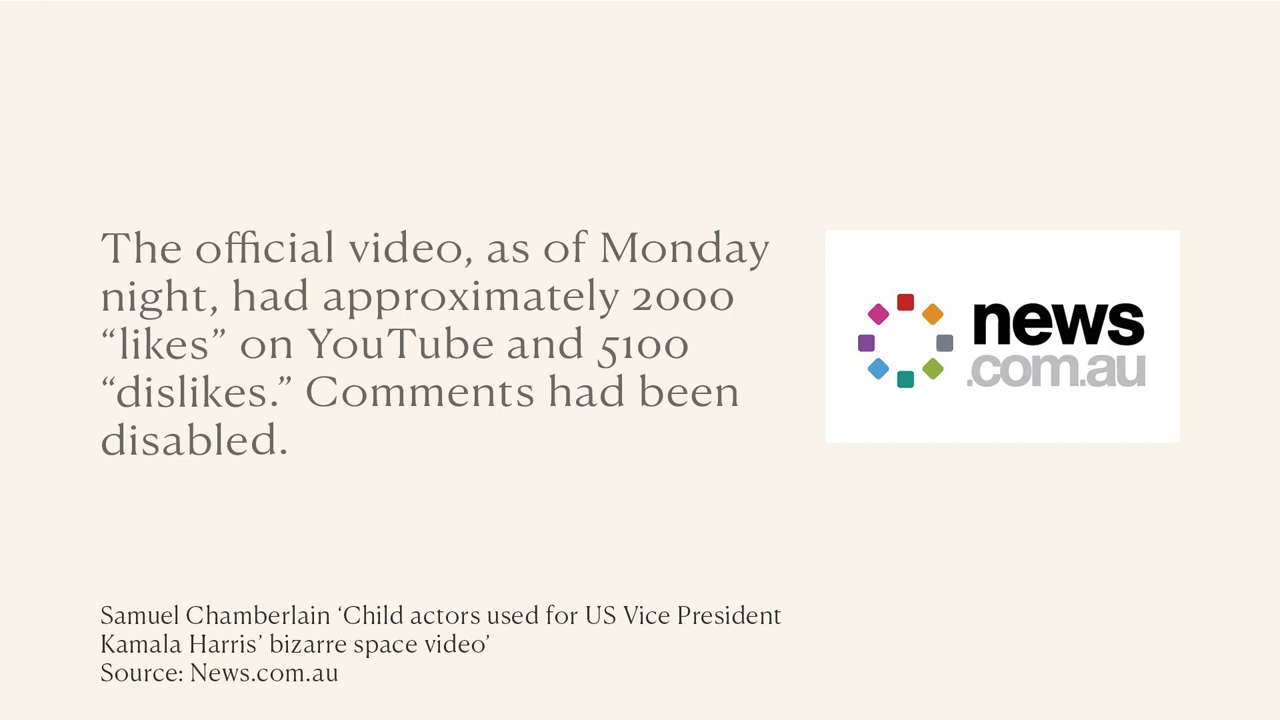 The official video, as of Monday
night, had approximately 2000
“likes” on YouTube and 5100
“dislikes.” Comments had been
disabled.
news
.com.au
Samuel Chamberlain ‘Child actors used for US Vice President
Kamala Harris’ bizarre space video’
Source: News.com.au